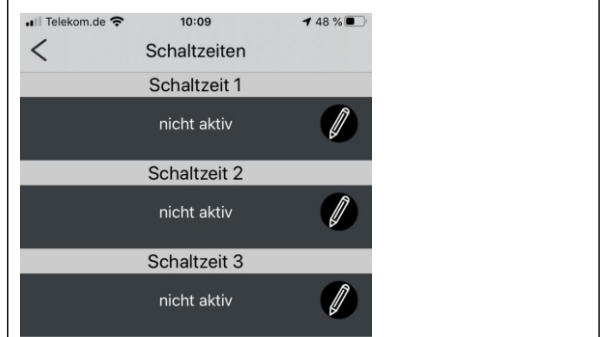 Telekom.de 10:09 48 %
Schaltzeiten
Schaltzeit 1
nicht aktiv
Schaltzeit 2
nicht aktiv
Schaltzeit 3
nicht aktiv